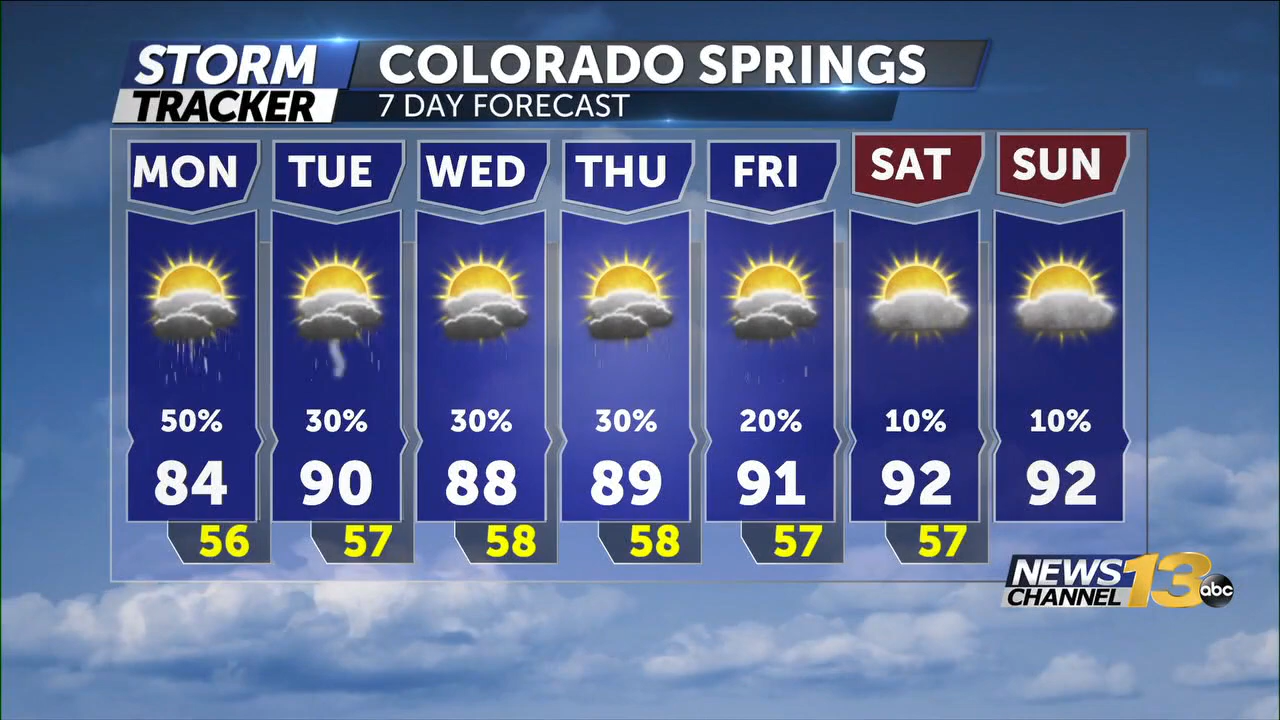 STORM TRACKER
COLORADO SPRINGS
7 DAY FORECAST
MON TUE WED THU FRI SAT SUN
50% 30% 30% 30% 20% 10% 10%
84 90 88 89 91 92 92
56 57 58 58 57 57
NEWS CHANNEL 13 abc